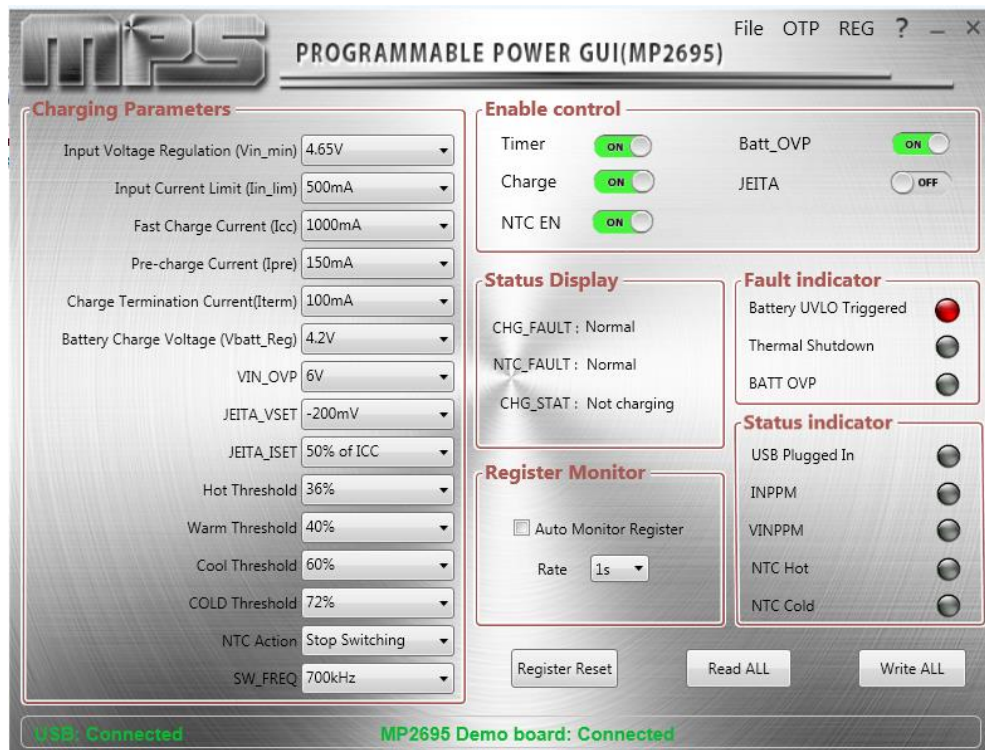 MPS
PROGRAMMABLE POWER GUI(MP2695)
File OTP REG ? – ×
Charging Parameters
Input Voltage Regulation (Vin_min) 4.65V
Input Current Limit (Iin_lim) 500mA
Fast Charge Current (Icc) 1000mA
Pre-charge Current (Ipre) 150mA
Charge Termination Current(Iterm) 100mA
Battery Charge Voltage (Vbatt_Reg) 4.2V
VIN_OVP 6V
JEITA_VSET -200mV
JEITA_ISET 50% of ICC
Hot Threshold 36%
Warm Threshold 40%
Cool Threshold 60%
COLD Threshold 72%
NTC Action Stop Switching
SW_FREQ 700kHz
Enable control
Timer ON
Batt_OVP ON
Charge ON
JEITA OFF
NTC EN ON
Status Display
CHG_FAULT : Normal
NTC_FAULT : Normal
CHG_STAT : Not charging
Fault indicator
Battery UVLO Triggered
Thermal Shutdown
BATT OVP
Register Monitor
Auto Monitor Register
Rate 1s
Status indicator
USB Plugged In
INPPM
VINPPM
NTC Hot
NTC Cold
Register Reset
Read ALL
Write ALL
USB: Connected
MP2695 Demo board: Connected